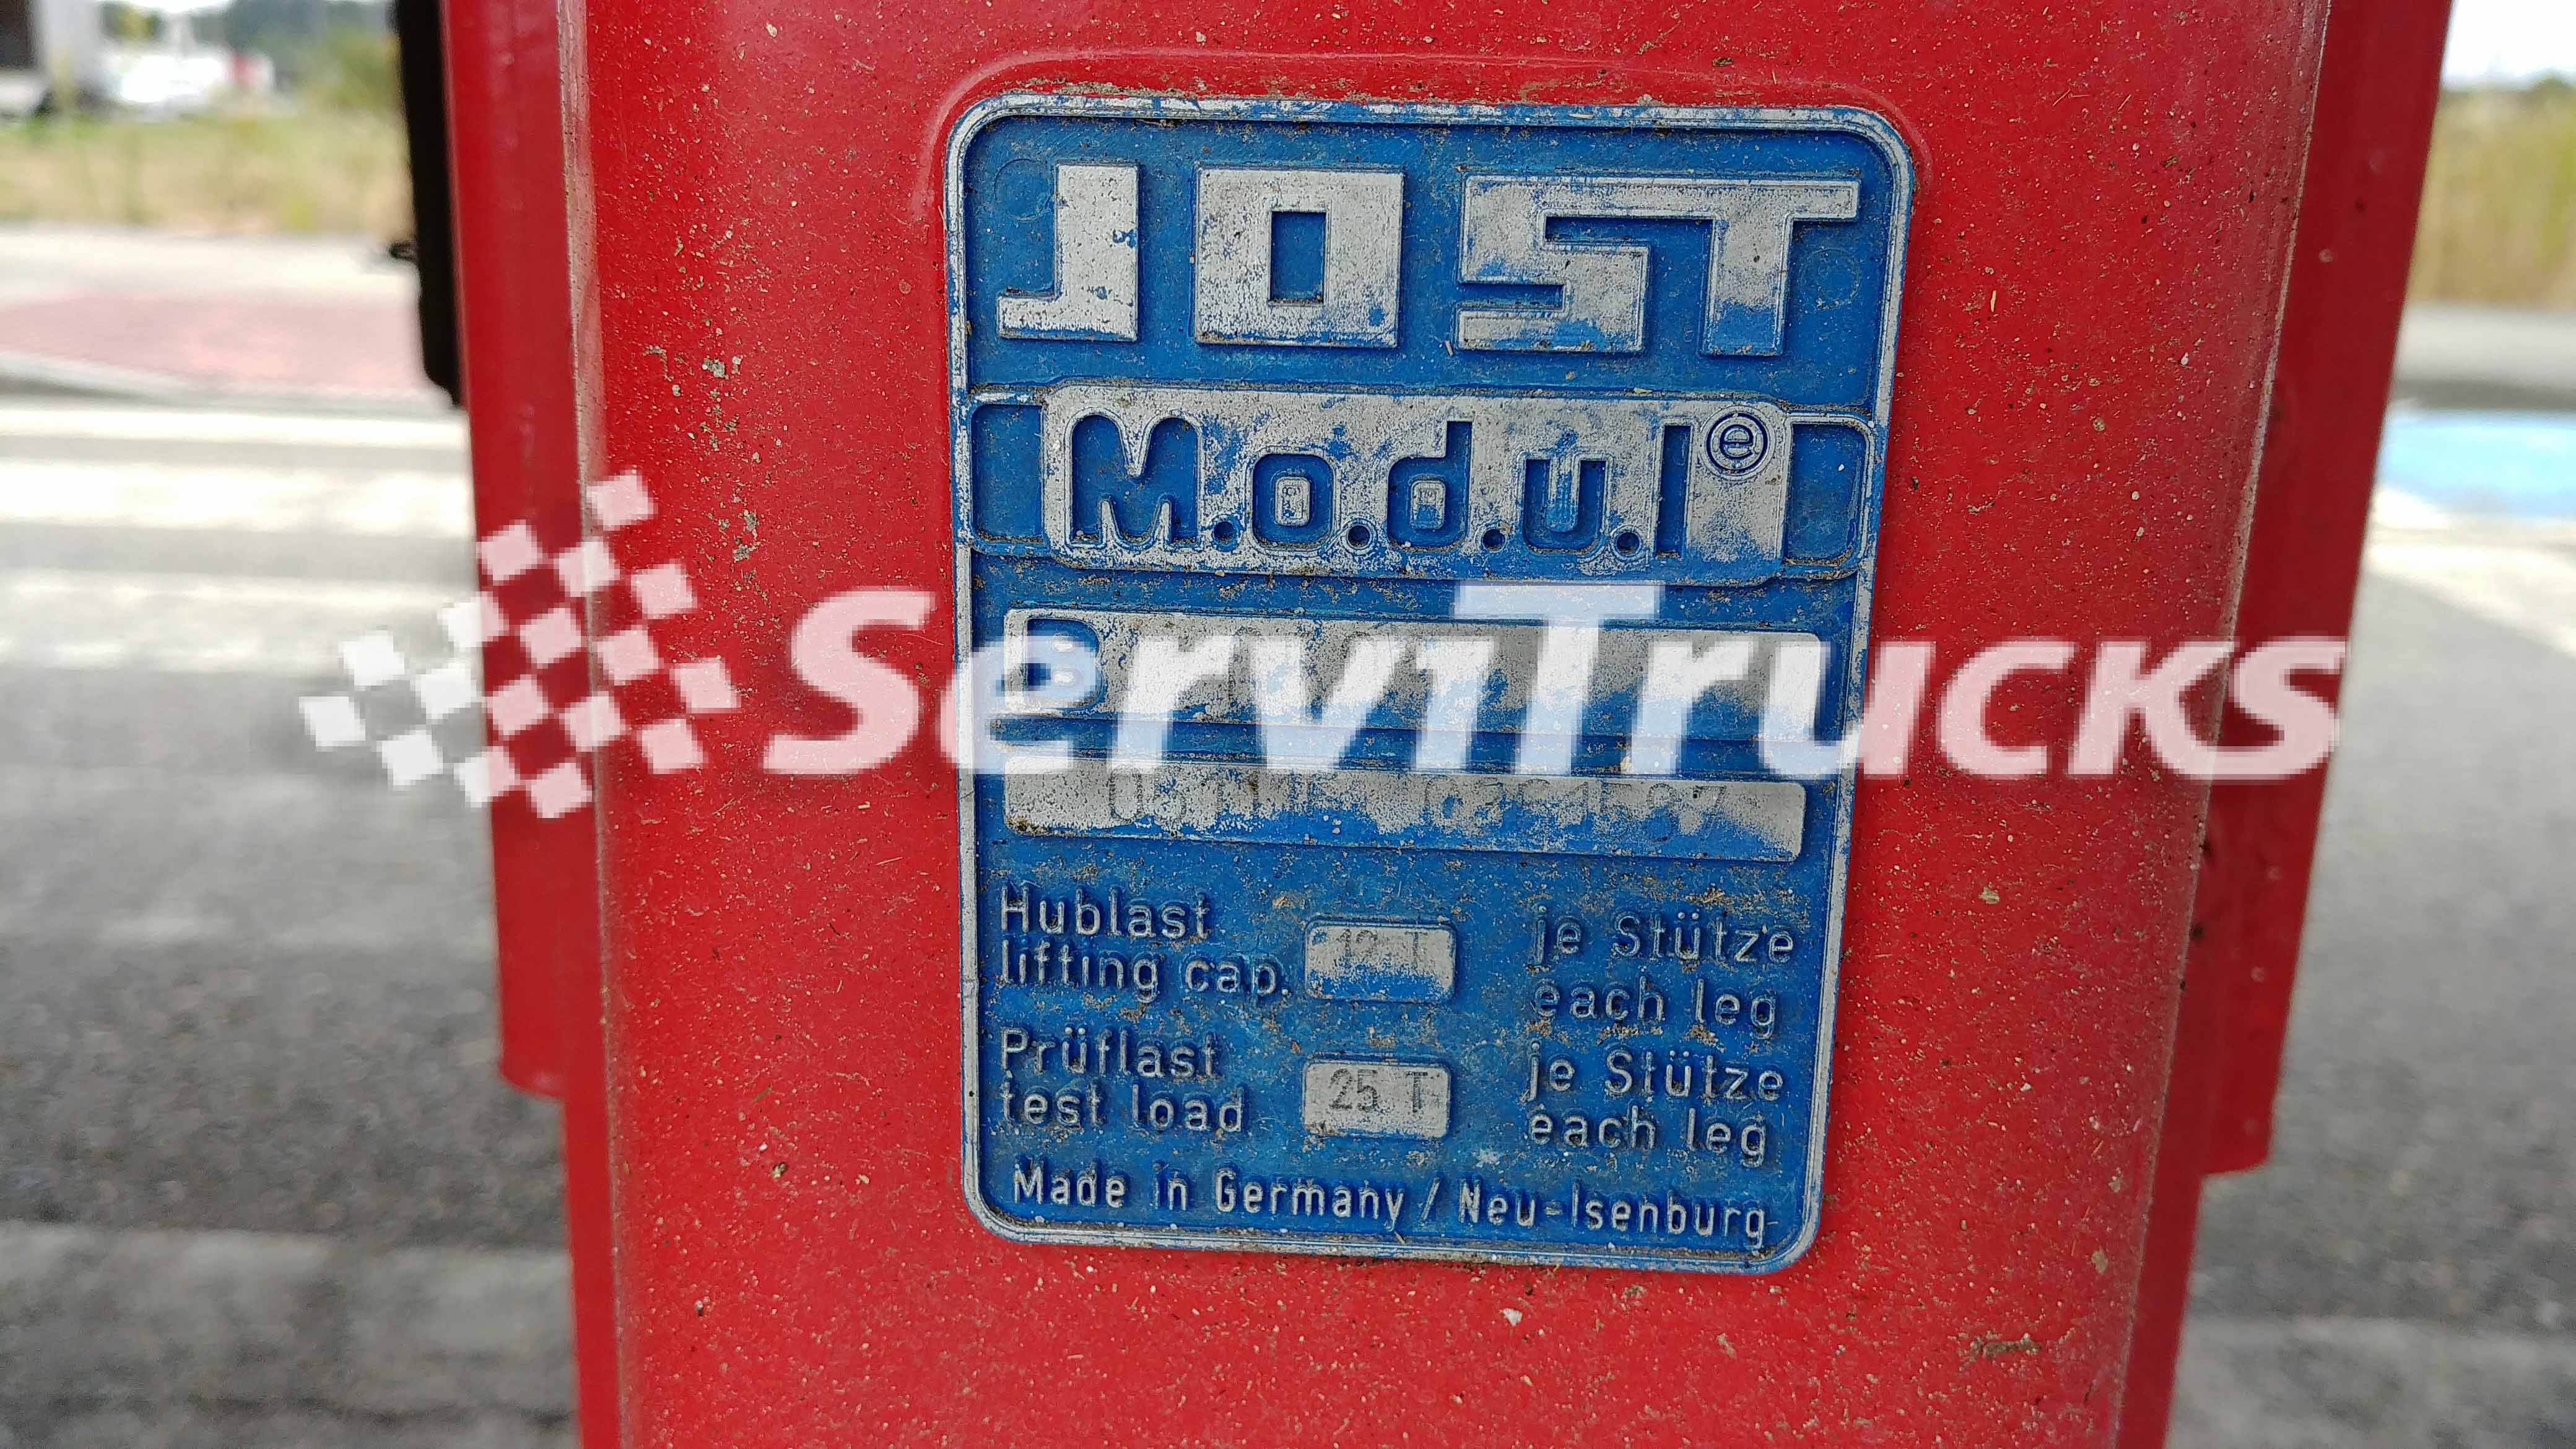 JOST
M.o.d.u.l ⓔ
ServiTrucks
Hublast
lifting cap.
je Stütze
each leg
Prüflast
test load
25 T
je Stütze
each leg
Made in Germany / Neu-Isenburg